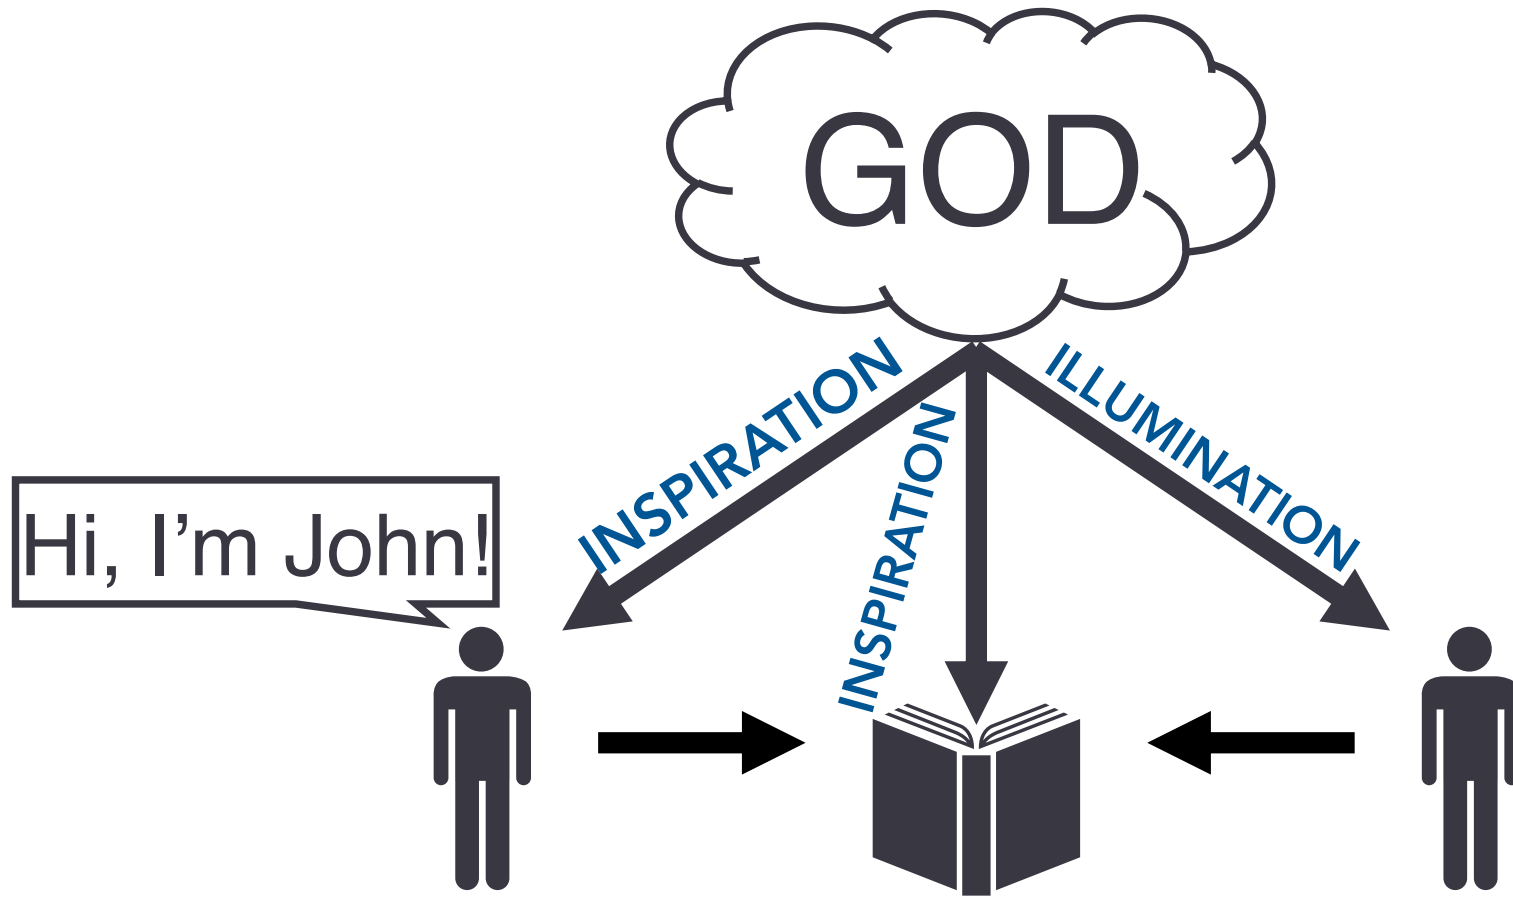 GOD
INSPIRATION
INSPIRATION
ILLUMINATION
Hi, I’m John!